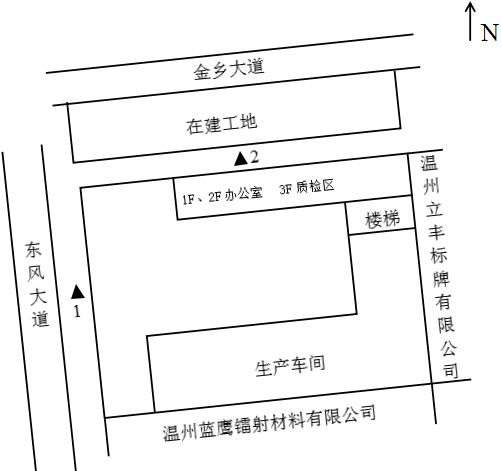 N
金乡大道
在建工地
▲2
1F、2F办公室 3F质检区
楼梯
温州立丰标牌有限公司
东风大道
▲
1
生产车间
温州蓝鹰镭射材料有限公司